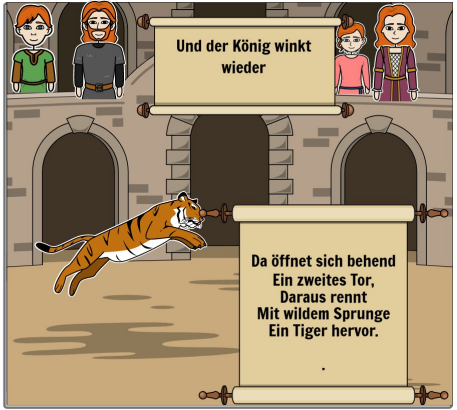 Und der König winkt
wieder
Da öffnet sich behend
Ein zweites Tor,
Daraus rennt
Mit wildem Sprunge
Ein Tiger hervor.
.